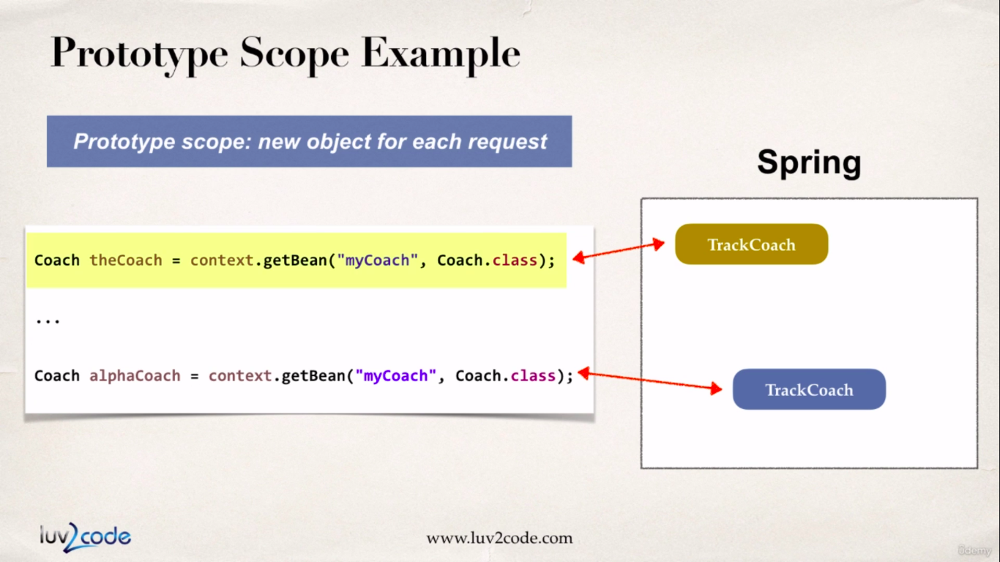 Prototype Scope Example
Prototype scope: new object for each request
Spring
Coach theCoach = context.getBean("myCoach", Coach.class);
...
Coach alphaCoach = context.getBean("myCoach", Coach.class);
TrackCoach
TrackCoach
luv2code
www.luv2code.com
ûdemy